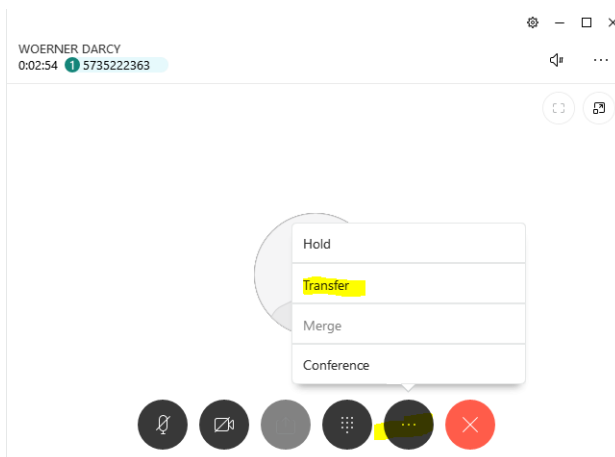 WOERNER DARCY
0:02:54 1 5735222363
Hold
Transfer
Merge
Conference